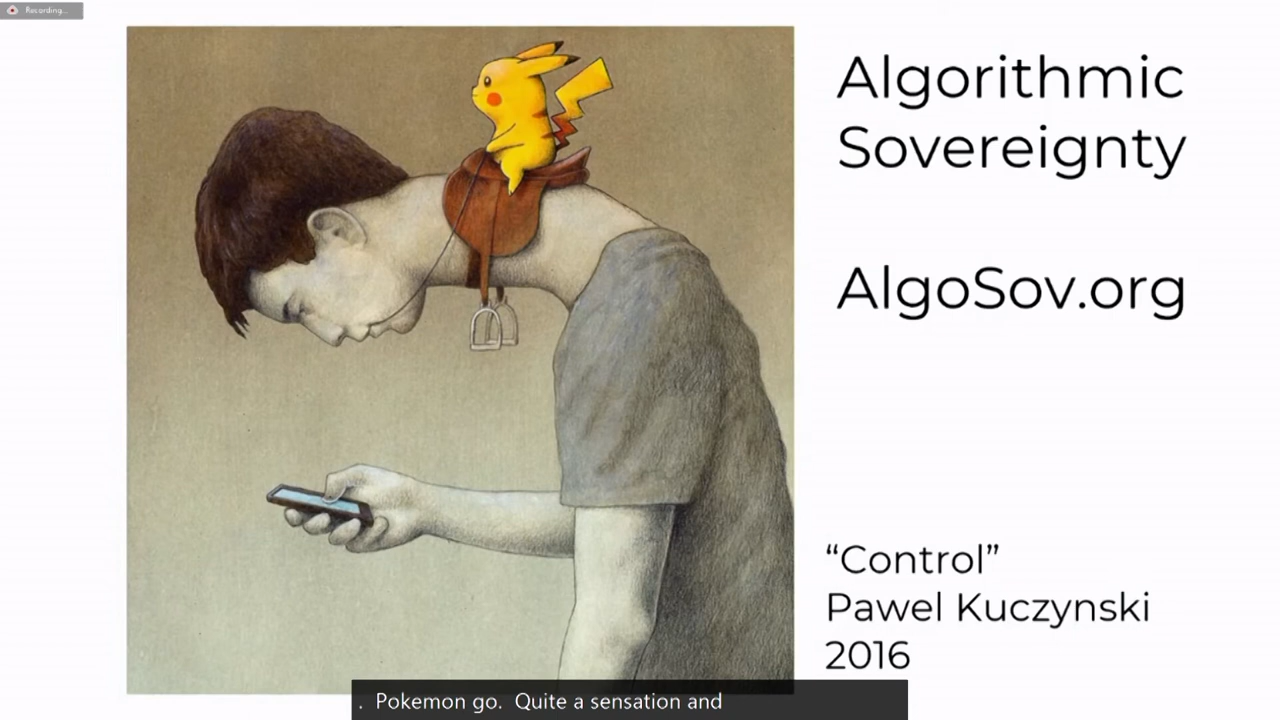 Recording...
Algorithmic
Sovereignty
AlgoSov.org
“Control”
Pawel Kuczynski
2016
. Pokemon go. Quite a sensation and